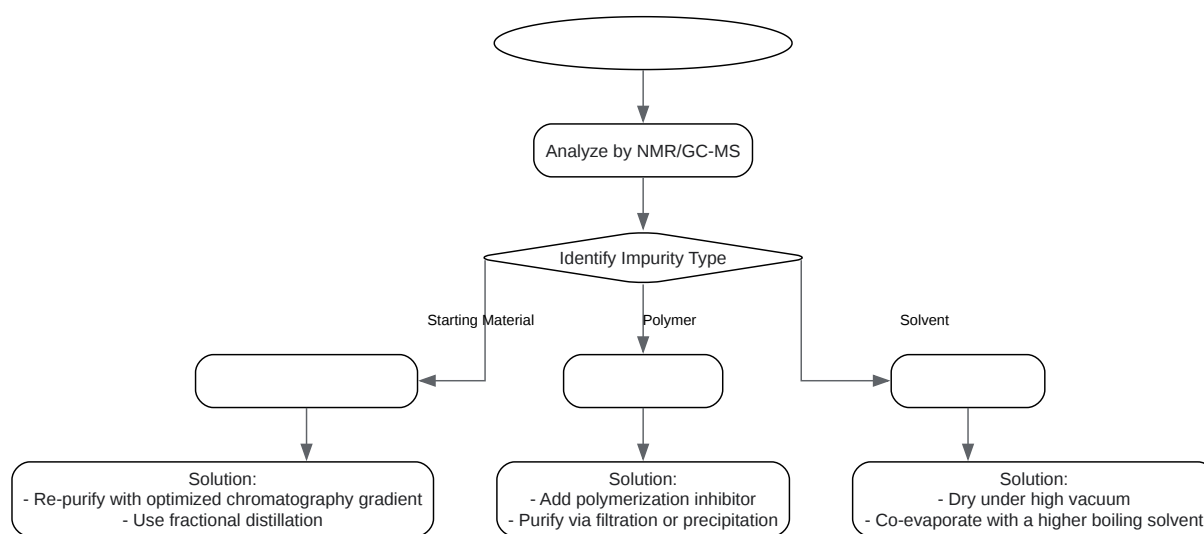 Analyze by NMR/GC-MS
Identify Impurity Type
Starting Material
Polymer
Solvent
Solution:
- Re-purify with optimized chromatography gradient
- Use fractional distillation
Solution:
- Add polymerization inhibitor
- Purify via filtration or precipitation
Solution:
- Dry under high vacuum
- Co-evaporate with a higher boiling solvent